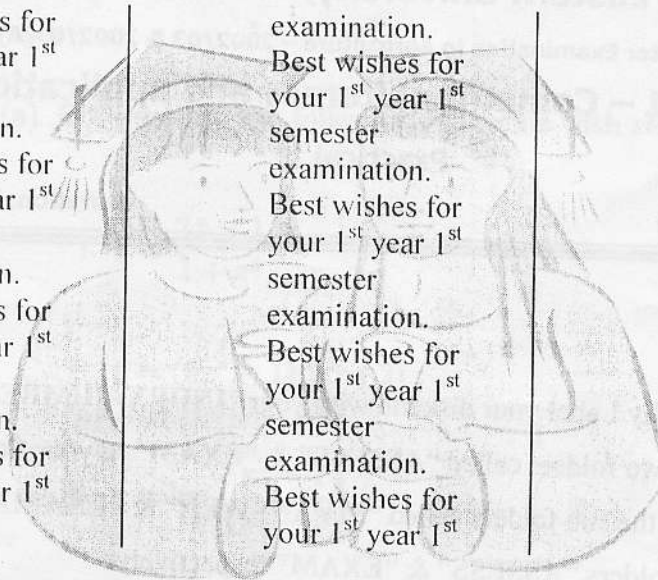 s for
ar 1st
n.
s for
ar 1st
n.
s for
ur 1st
n.
s for
r 1st
examination.
Best wishes for
your 1st year 1st
semester
examination.
Best wishes for
your 1st year 1st
semester
examination.
Best wishes for
your 1st year 1st
semester
examination.
Best wishes for
your 1st year 1st